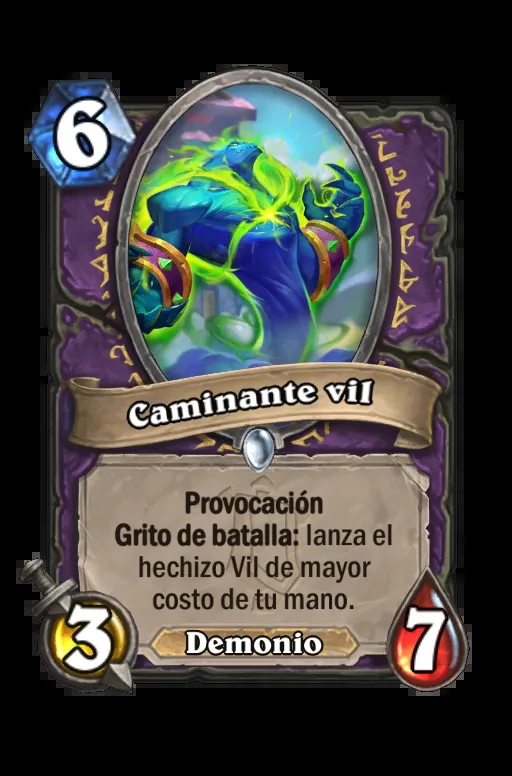 6
Caminante vil
Provocación
Grito de batalla: lanza el
hechizo Vil de mayor
costo de tu mano.
3
Demonio
7